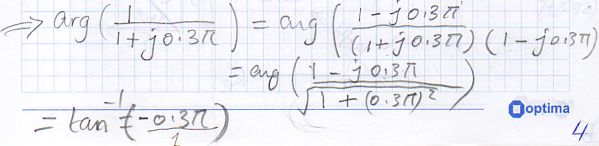 ⇒ arg(1/(1+j0.3π)) = arg((1-j0.3π)/((1+j0.3π)(1-j0.3π)))
= arg((1-j0.3π)/√(1+(0.3π)²))
= tan⁻¹(-0.3π/1)
optima
4